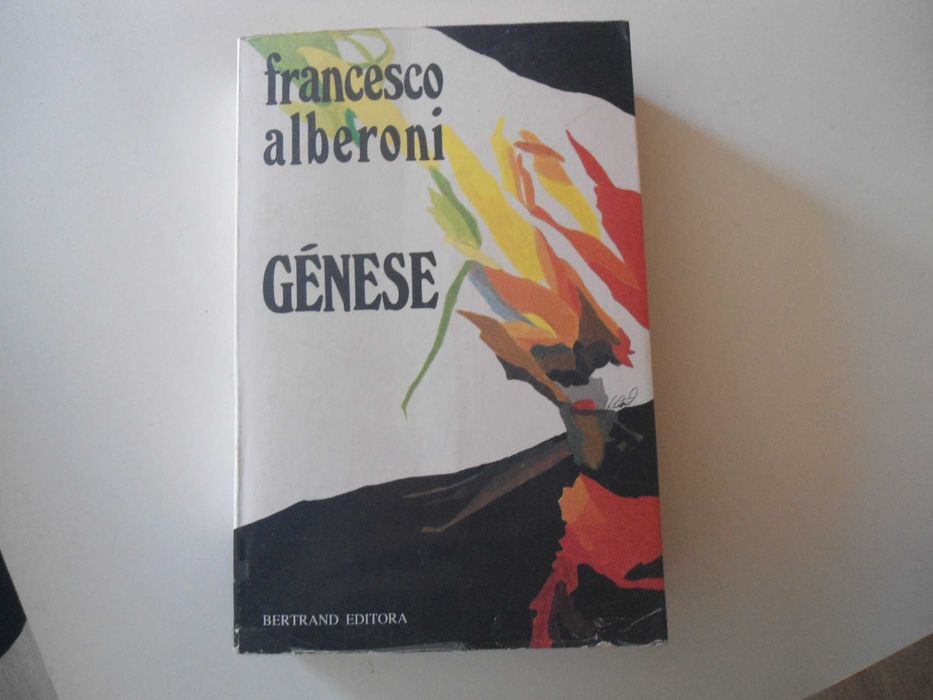 francesco
alberoni
GÉNESE
BERTRAND EDITORA